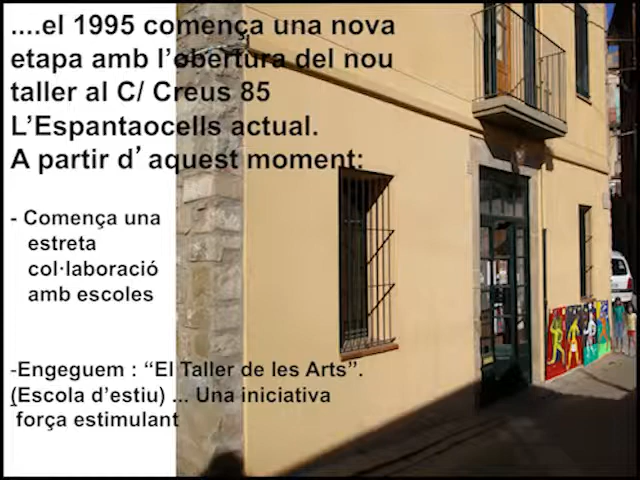 ....el 1995 comença una nova
etapa amb l’obertura del nou
taller al C/ Creus 85
L’Espantaocells actual.
A partir d’aquest moment:
- Comença una
estreta
col·laboració
amb escoles
-Engeguem : “El Taller de les Arts”.
(Escola d’estiu) ... Una iniciativa
força estimulant